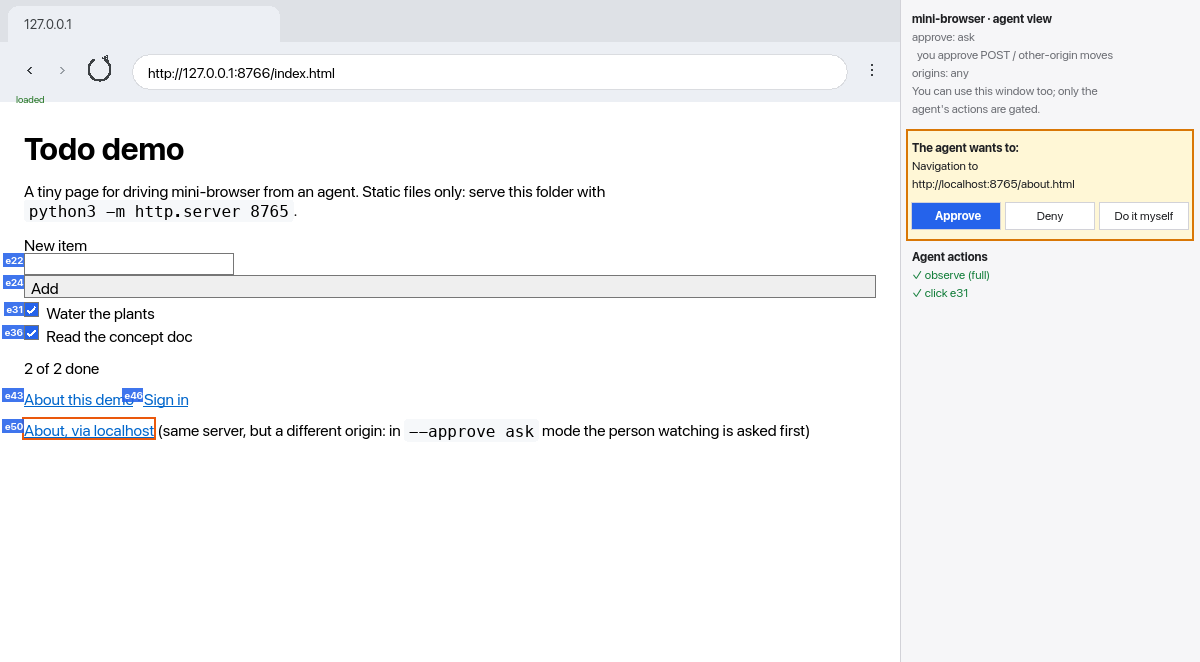 127.0.0.1
http://127.0.0.1:8766/index.html
loaded
Todo demo
A tiny page for driving mini-browser from an agent. Static files only: serve this folder with
python3 —m http.server 8765.
New item
e22
e24 Add
e31 Water the plants
e36 Read the concept doc
2 of 2 done
e43 About this demo e46 Sign in
e50 About, via localhost (same server, but a different origin: in ——approve ask mode the person watching is asked first)
mini-browser · agent view
approve: ask
you approve POST / other-origin moves
origins: any
You can use this window too; only the
agent's actions are gated.
The agent wants to:
Navigation to
http://localhost:8765/about.html
Approve Deny Do it myself
Agent actions
✓ observe (full)
✓ click e31